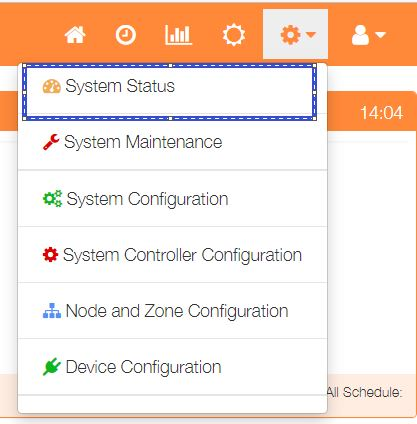 14:04
System Status
System Maintenance
System Configuration
System Controller Configuration
Node and Zone Configuration
Device Configuration
All Schedule: